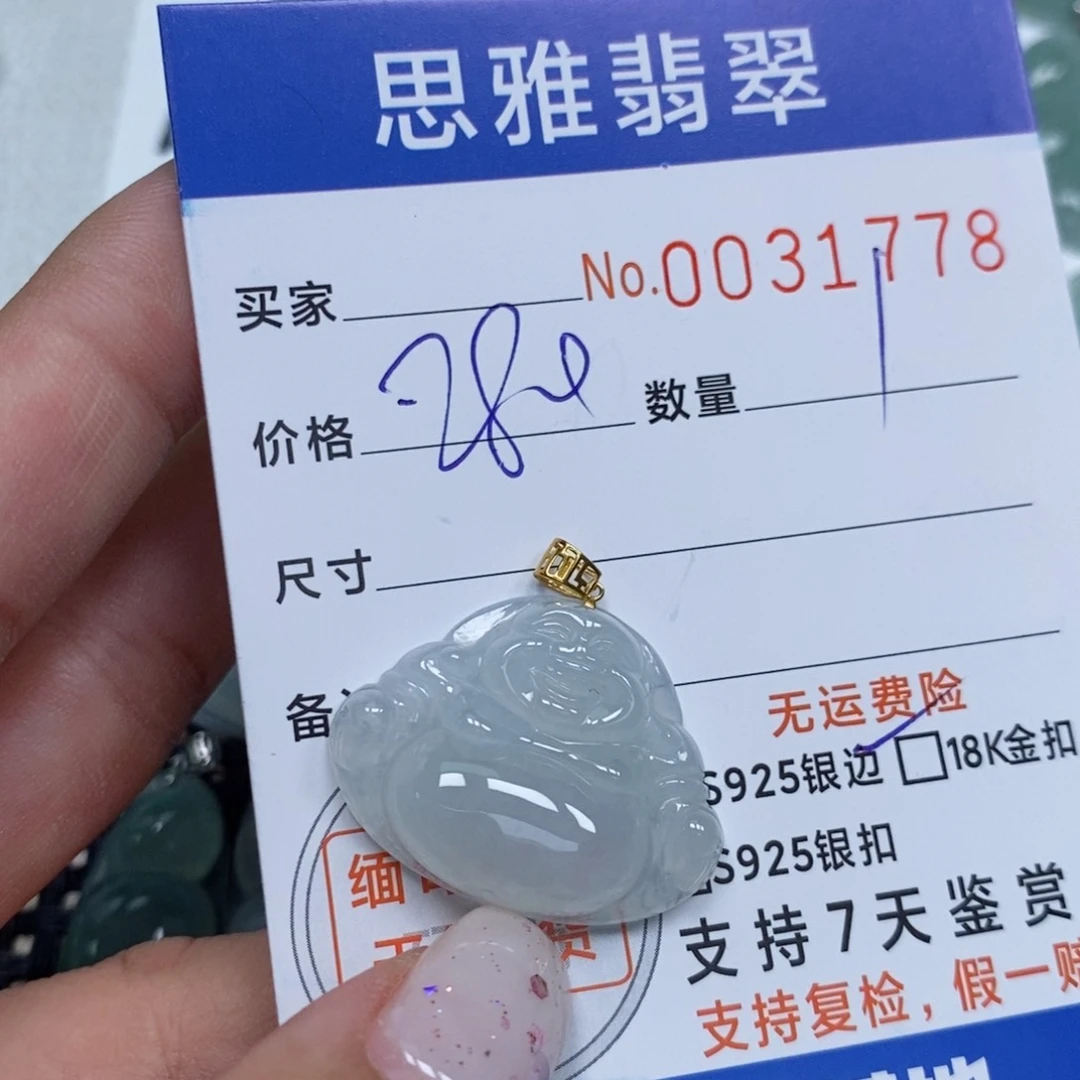 思雅翡翠
买家 No.0031778
价格 数量 1
尺寸
备
无运费险
S925银边 □18K金扣
S925银扣
缅
支持7天鉴赏
支持复检，假一赔